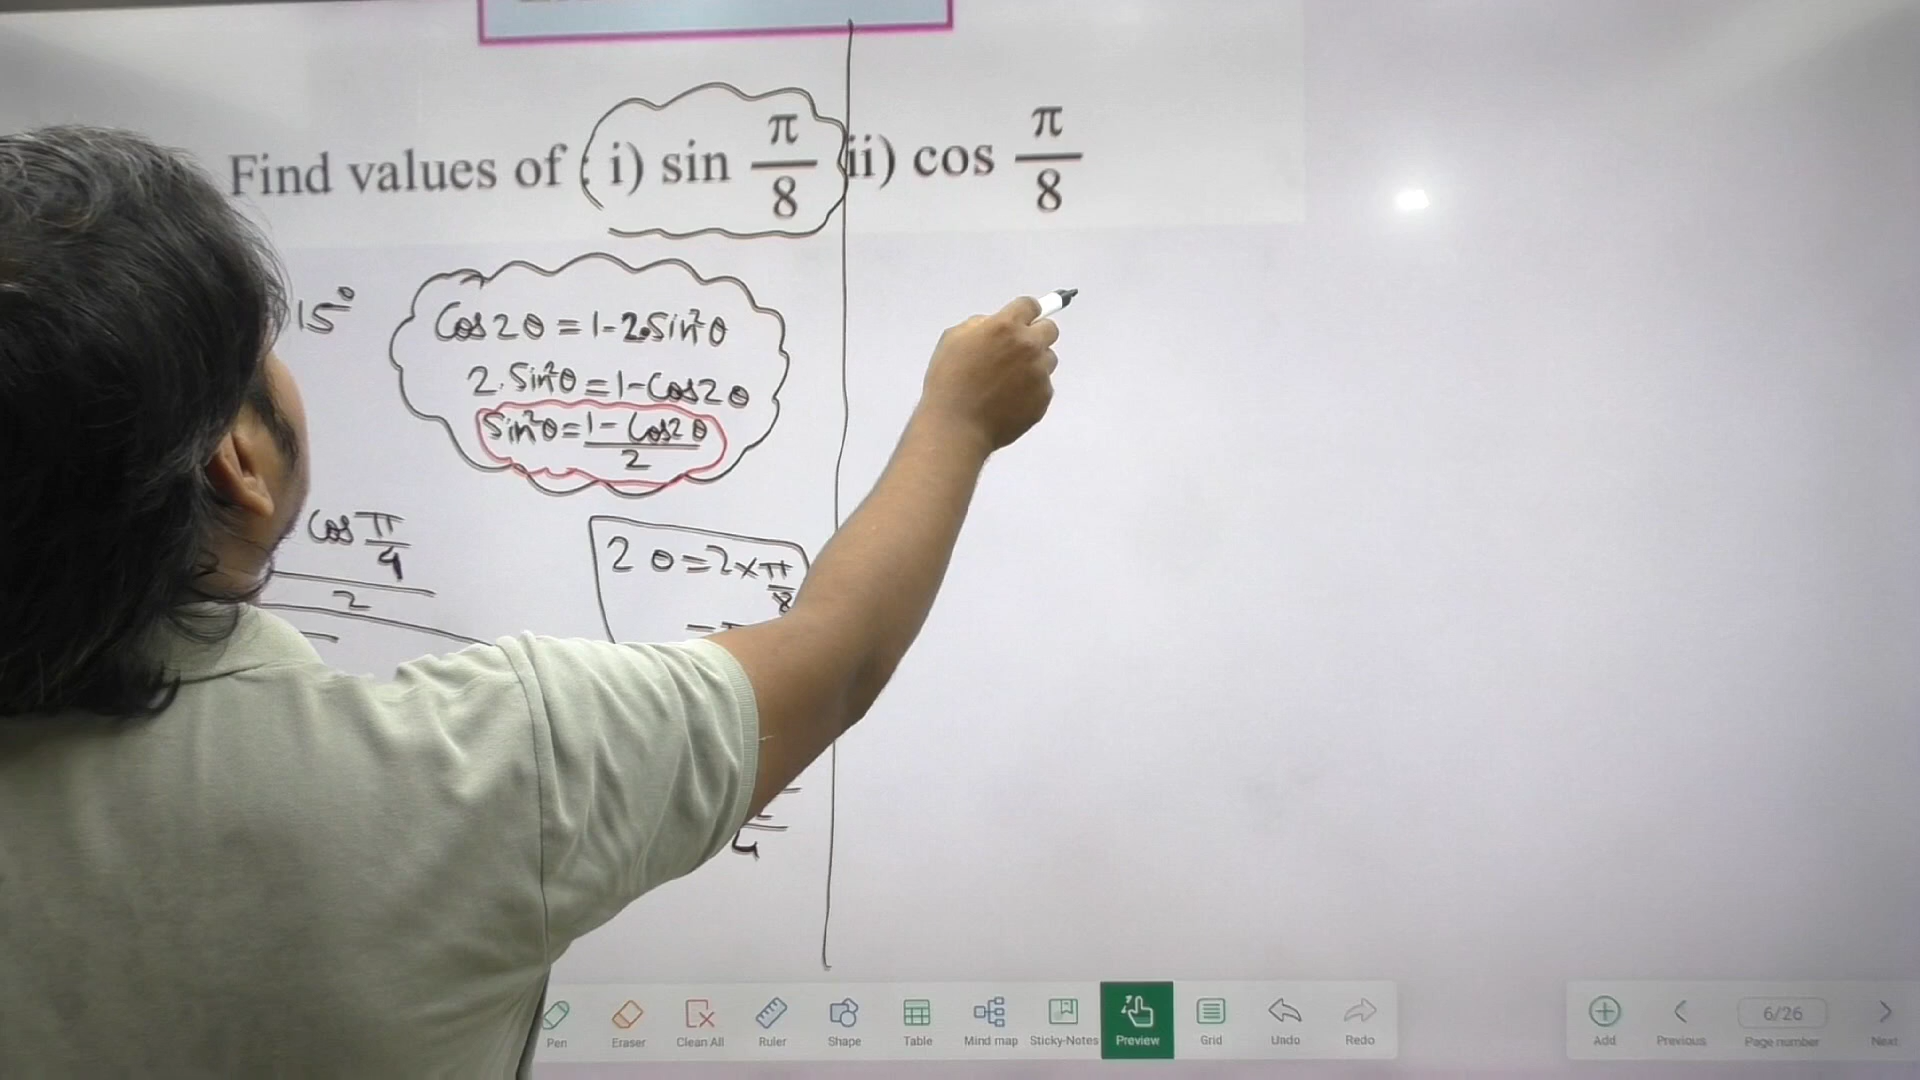 Find values of : i) sin π/8 ii) cos π/8
15°
Cos2θ = 1-2.Sin²θ
2.Sin²θ = 1-Cos2θ
Sin²θ = 1-Cos2θ/2
Cos π/4
2
2θ = 2×π/8
Pen
Eraser
Clean All
Ruler
Shape
Table
Mind map
Sticky-Notes
Preview
Grid
Undo
Redo
Add
Previous
6/26
Page number
Next